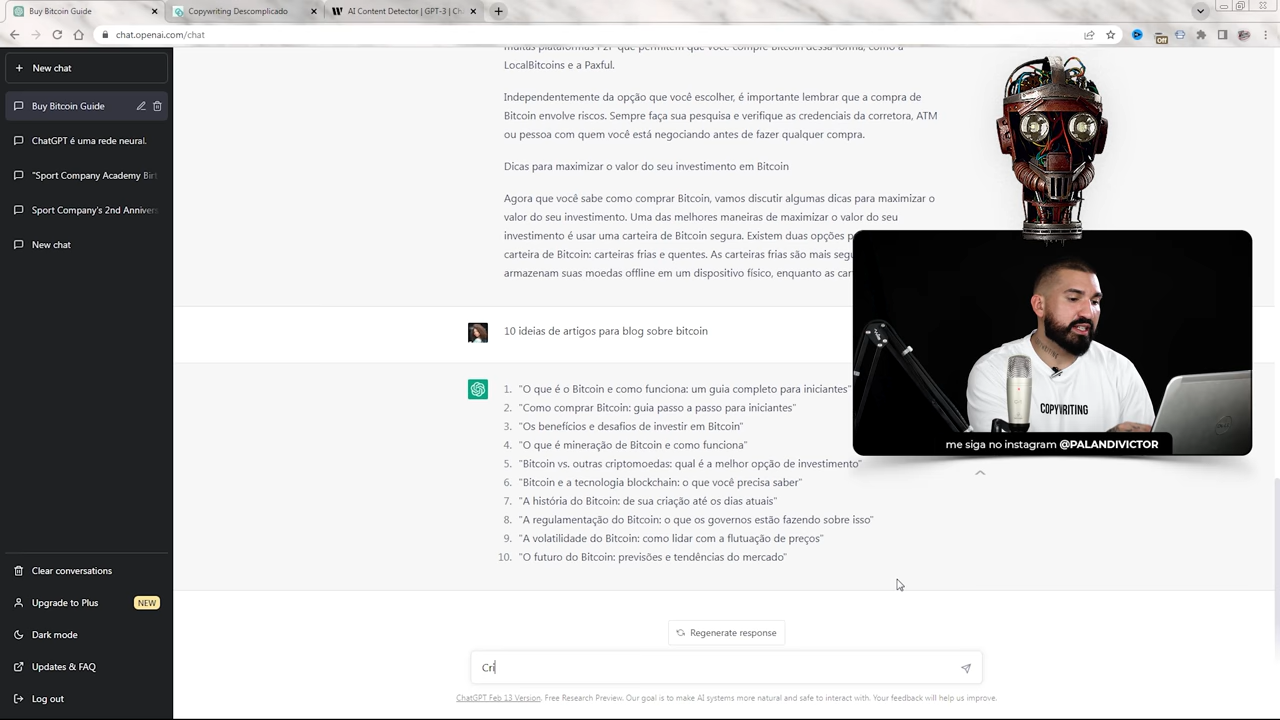 Buy Bitcoin Guide
Copywriting Descomplicado
AI Content Detector | GPT-3 | Ch
chat.openai.com/chat
Off
New chat
Buy Bitcoin Guide
ChatGPT é uma rede neural.
"Sport Company Academy Birt
Sport Company's 2nd Annivers
New chat
Clear conversations
Upgrade to Plus
NEW
Dark mode
Updates & FAQ
Log out
muitas plataformas P2P que permitem que você compre Bitcoin dessa forma, como a
LocalBitcoins e a Paxful.
Independentemente da opção que você escolher, é importante lembrar que a compra de
Bitcoin envolve riscos. Sempre faça sua pesquisa e verifique as credenciais da corretora, ATM
ou pessoa com quem você está negociando antes de fazer qualquer compra.
Dicas para maximizar o valor do seu investimento em Bitcoin
Agora que você sabe como comprar Bitcoin, vamos discutir algumas dicas para maximizar o
valor do seu investimento. Uma das melhores maneiras de maximizar o valor do seu
investimento é usar uma carteira de Bitcoin segura. Existem duas opções p
carteira de Bitcoin: carteiras frias e quentes. As carteiras frias são mais segu
armazenam suas moedas offline em um dispositivo físico, enquanto as car
10 ideias de artigos para blog sobre bitcoin
1. "O que é o Bitcoin e como funciona: um guia completo para iniciantes"
2. "Como comprar Bitcoin: guia passo a passo para iniciantes"
3. "Os benefícios e desafios de investir em Bitcoin"
4. "O que é mineração de Bitcoin e como funciona"
5. "Bitcoin vs. outras criptomoedas: qual é a melhor opção de investimento"
6. "Bitcoin e a tecnologia blockchain: o que você precisa saber"
7. "A história do Bitcoin: de sua criação até os dias atuais"
8. "A regulamentação do Bitcoin: o que os governos estão fazendo sobre isso"
9. "A volatilidade do Bitcoin: como lidar com a flutuação de preços"
10. "O futuro do Bitcoin: previsões e tendências do mercado"
COPYWRITING
me siga no instagram @PALANDIVICTOR
Regenerate response
Cri
ChatGPT Feb 13 Version. Free Research Preview. Our goal is to make AI systems more natural and safe to interact with. Your feedback will help us improve.